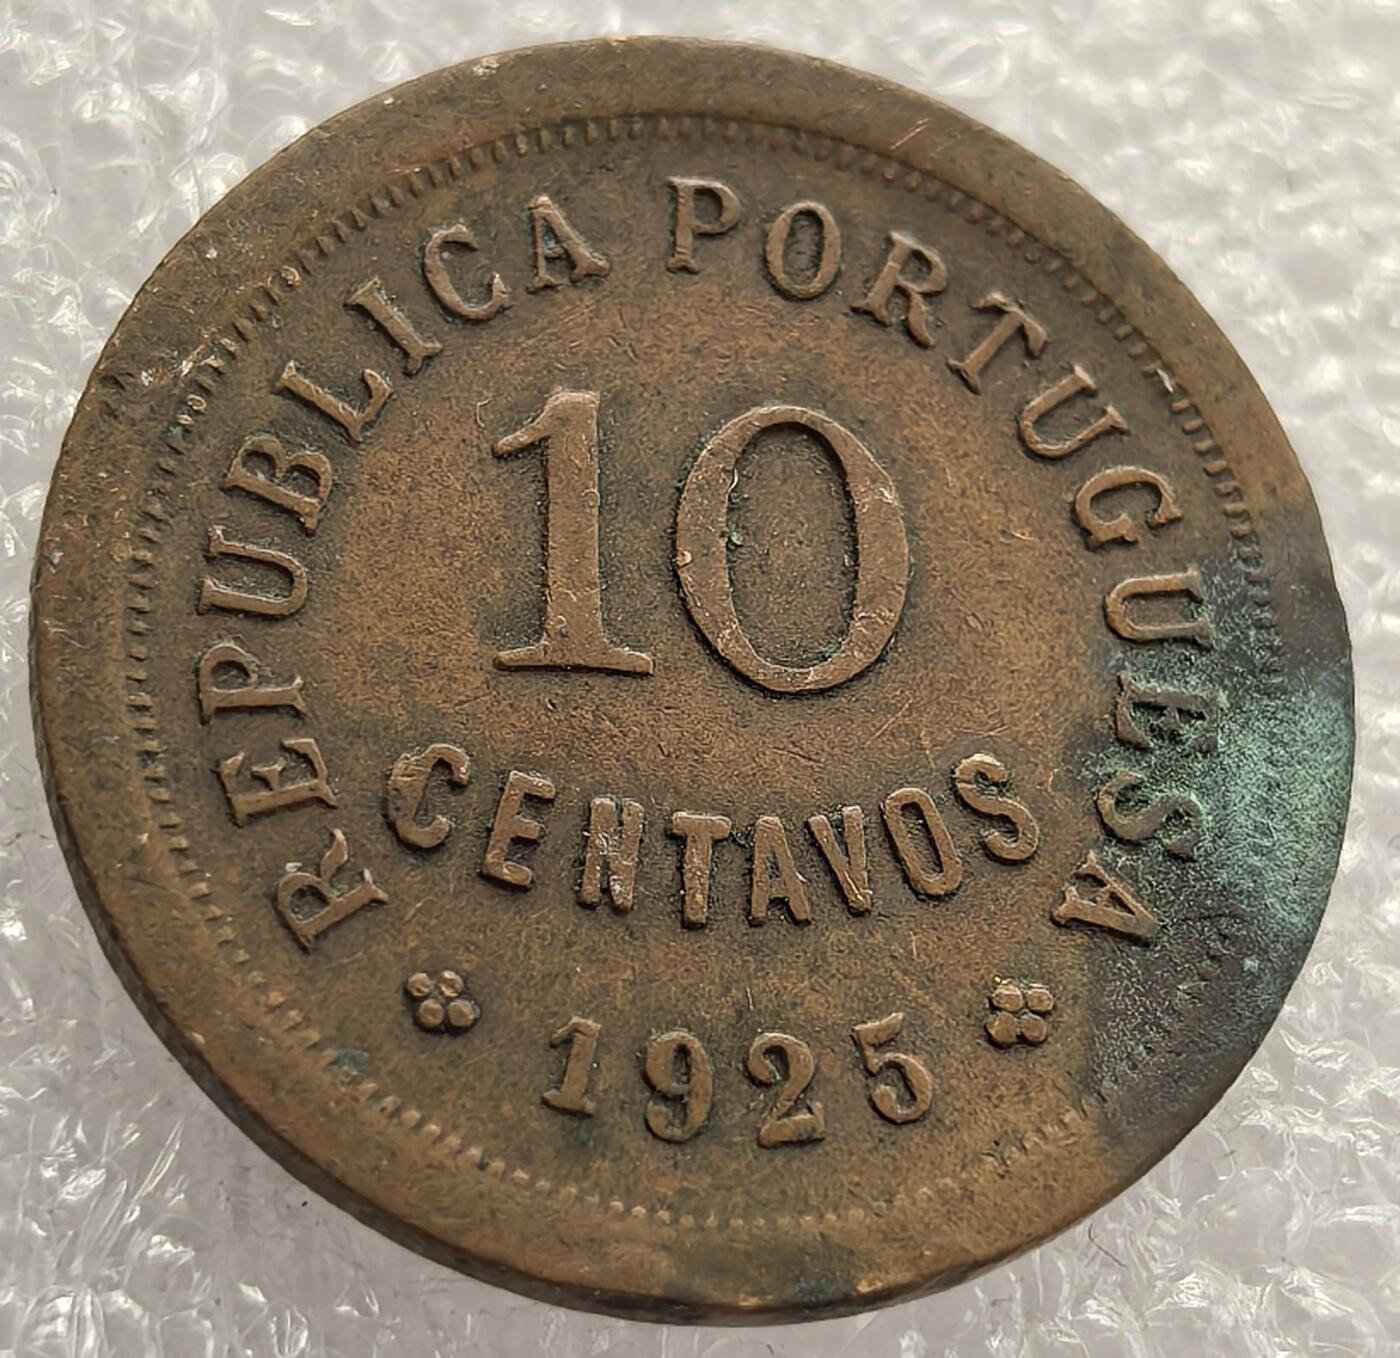 REPUBLICA PORTUGUESA
10
CENTAVOS
1925